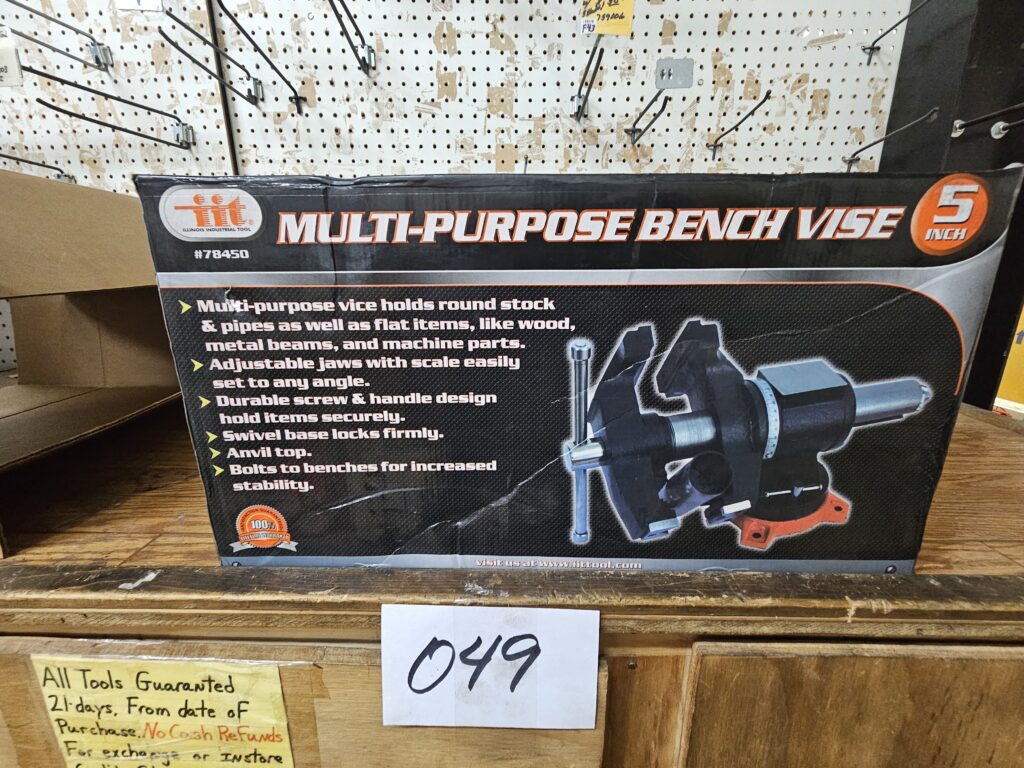 759006
F43
iit
ILLINOIS INDUSTRIAL TOOL
#78450
MULTI-PURPOSE BENCH VISE
5
INCH
Multi-purpose vice holds round stock
& pipes as well as flat items, like wood,
metal beams, and machine parts.
Adjustable jaws with scale easily
set to any angle.
Durable screw & handle design
hold items securely.
Swivel base locks firmly.
Anvil top.
Bolts to benches for increased
stability.
100%
visit us at www.iittool.com
049
All Tools Guaranteed
21 days, From date of
Purchase. No Cash Refunds
For exchange or Instore